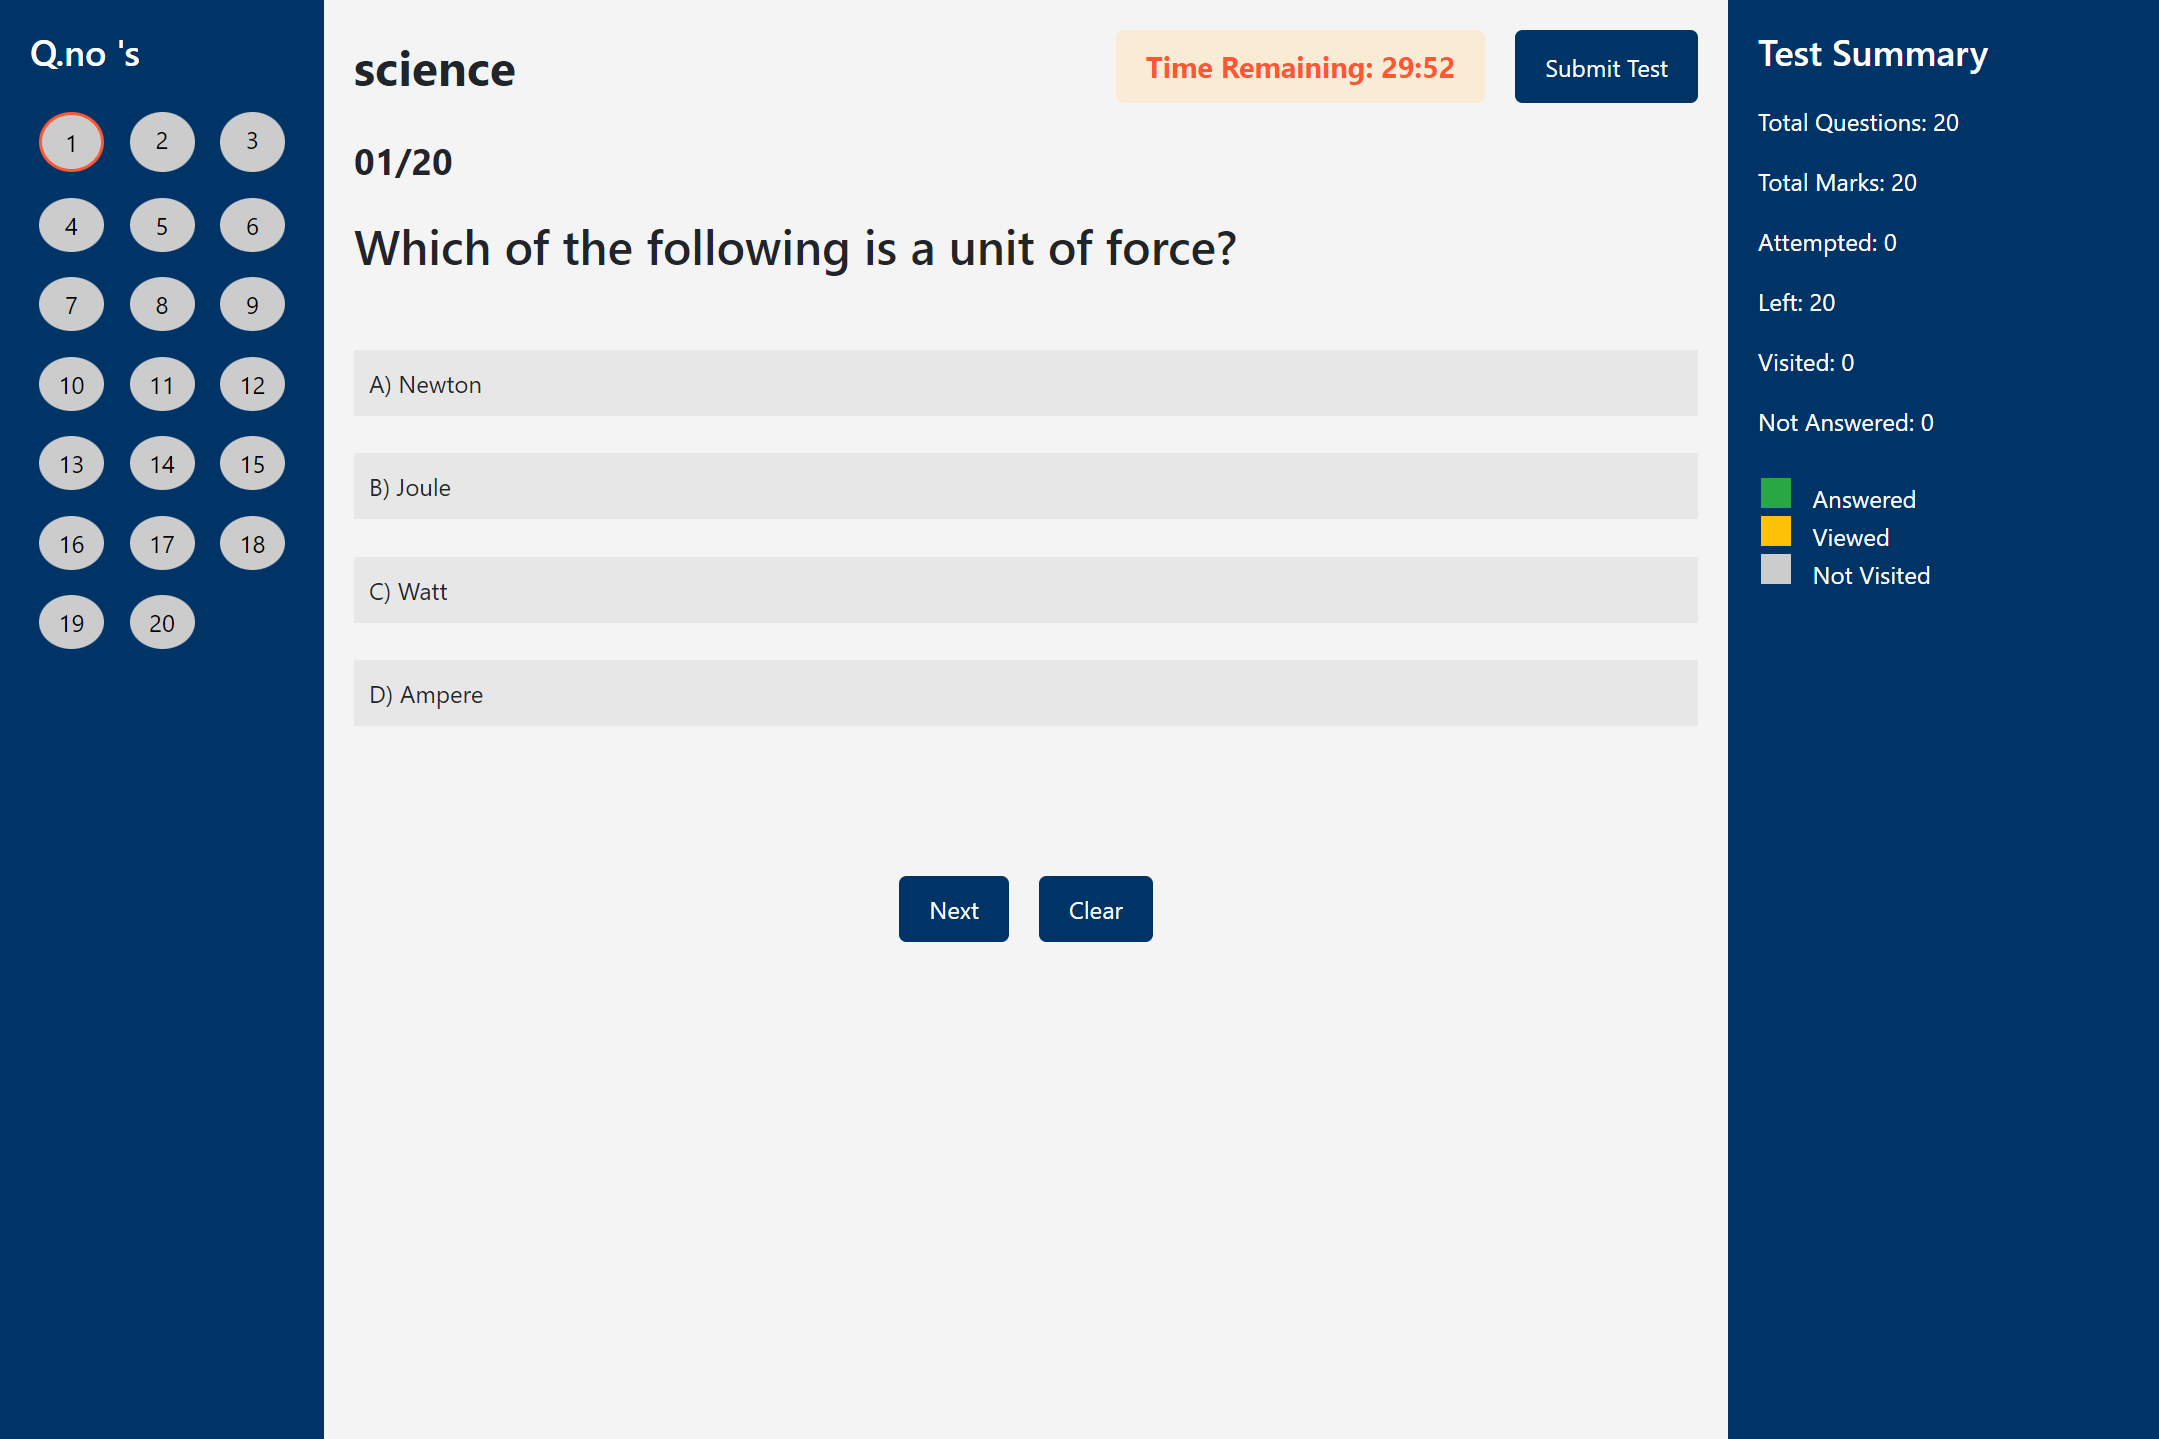 Q.no 's
1 2 3
4 5 6
7 8 9
10 11 12
13 14 15
16 17 18
19 20
science
Time Remaining: 29:52
Submit Test
01/20
Which of the following is a unit of force?
A) Newton
B) Joule
C) Watt
D) Ampere
Next Clear
Test Summary
Total Questions: 20
Total Marks: 20
Attempted: 0
Left: 20
Visited: 0
Not Answered: 0
Answered
Viewed
Not Visited